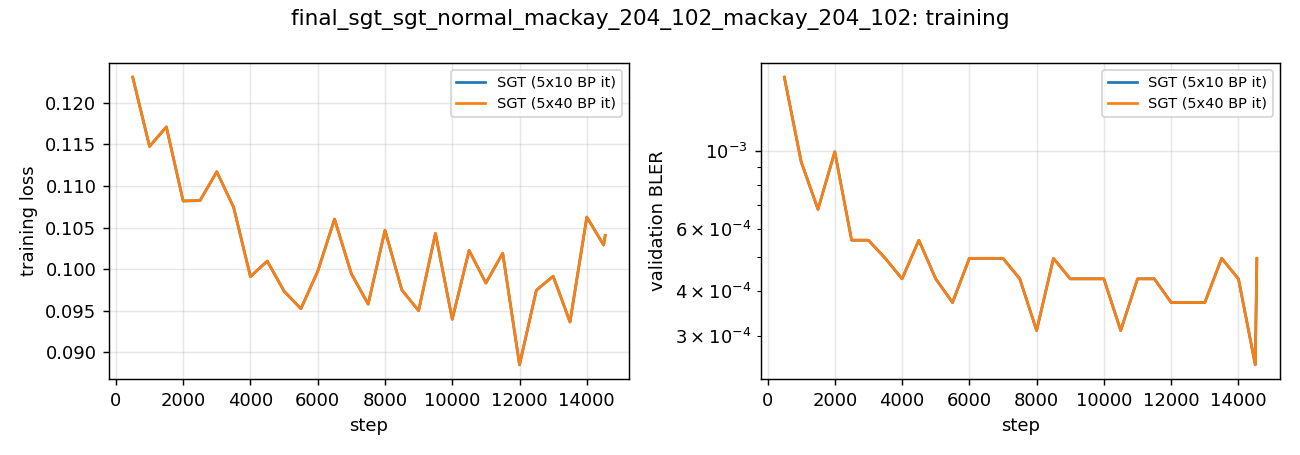 final_sgt_sgt_normal_mackay_204_102_mackay_204_102: training
training loss
0.120
0.115
0.110
0.105
0.100
0.095
0.090
SGT (5x10 BP it)
SGT (5x40 BP it)
0 2000 4000 6000 8000 10000 12000 14000
step
validation BLER
10⁻³
6 × 10⁻⁴
4 × 10⁻⁴
3 × 10⁻⁴
SGT (5x10 BP it)
SGT (5x40 BP it)
0 2000 4000 6000 8000 10000 12000 14000
step